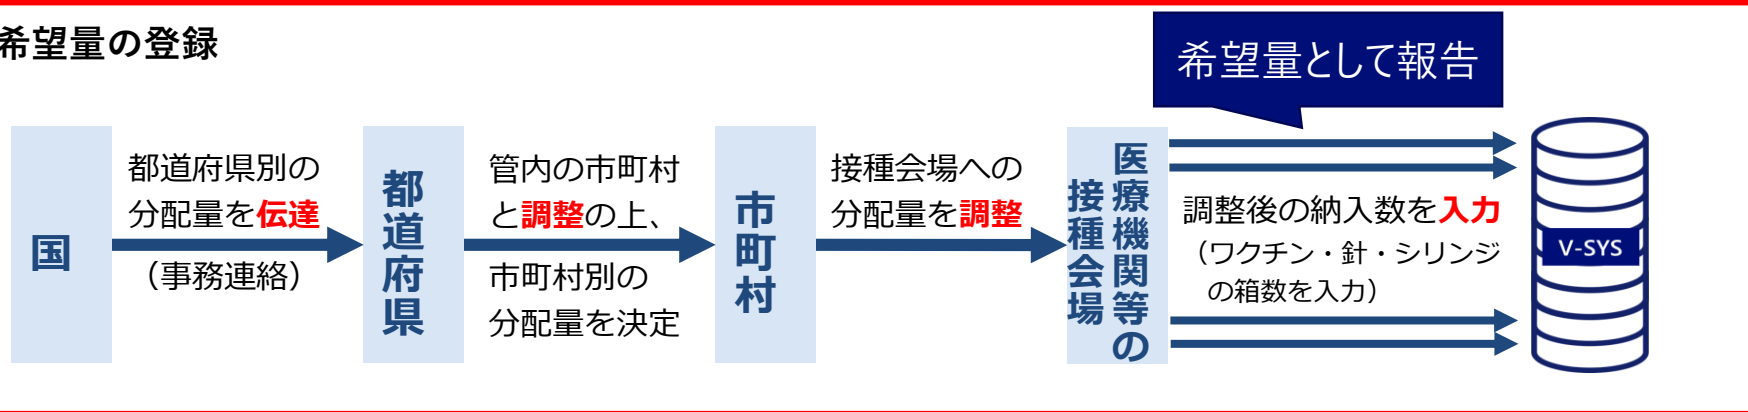 希望量の登録
希望量として報告
国
都道府県別の
分配量を伝達
（事務連絡）
都道府県
管内の市町村
と調整の上、
市町村別の
分配量を決定
市町村
接種会場への
分配量を調整
医療機関等の
接種会場
調整後の納入数を入力
（ワクチン・針・シリンジ
の箱数を入力）
V-SYS